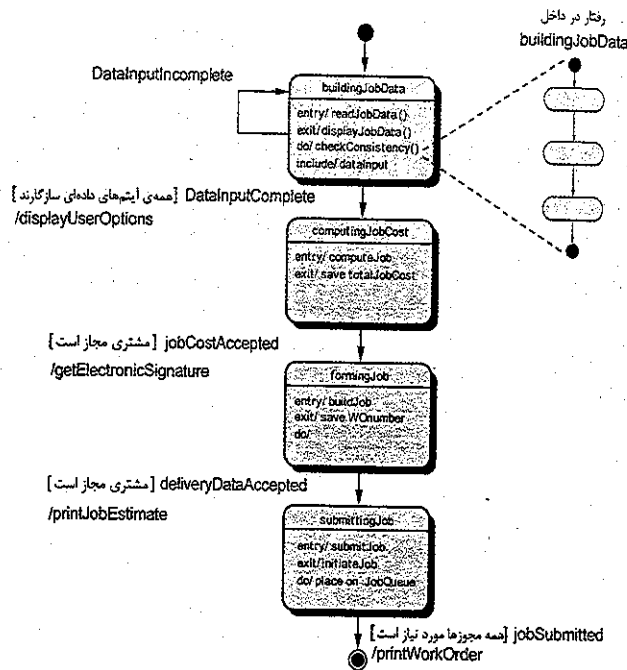 رفتار در داخل
buildingJobData
DataInputIncomplete
buildingJobData
entry/ readJobData()
exit/displayJobData()
do/ checkConsistency()
include/ dataInput
[همه‌ی آیتم‌های داده‌ای سازگارند] DataInputComplete
/displayUserOptions
computingJobCost
entry/ computeJob
exit/ save totalJobCost
[مشتری مجاز است] jobCostAccepted
/getElectronicSignature
formingJob
entry/ buildJob
exit/ save WOnumber
do/
[مشتری مجاز است] deliveryDataAccepted
/printJobEstimate
submittingJob
entry/ submitJob
exit/initiateJob
do/ place on JobQueue
[همه مجوزها مورد نیاز است] jobSubmitted
/printWorkOrder